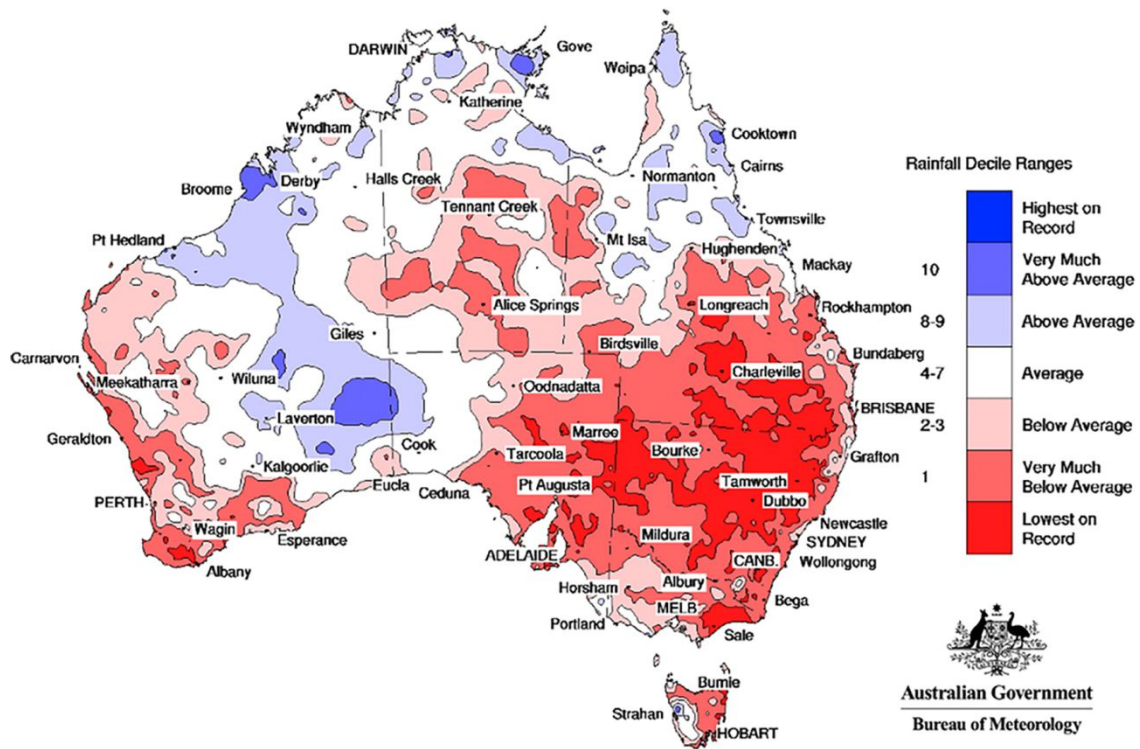 DARWIN
Gove
Weipa
Katherine
Wyndham
Cooktown
Cairns
Broome
Derby
Halls Creek
Normanton
Tennant Creek
Townsville
Pt Hedland
Mt Isa
Hughenden
Mackay
Alice Springs
Longreach
Rockhampton
Giles
Birdsville
Bundaberg
Carnarvon
Meekatharra
Wiluna
Oodnadatta
Charleville
Laverton
BRISBANE
Geraldton
Cook
Marree
Tarcoola
Bourke
Grafton
Kalgoorlie
Eucla
Ceduna
Pt Augusta
Tamworth
Dubbo
PERTH
Wagin
Esperance
Mildura
Newcastle
SYDNEY
ADELAIDE
CANB.
Wollongong
Albany
Horsham
Albury
Bega
Portland
MELB
Sale
Burnie
Strahan
HOBART
Rainfall Decile Ranges
Highest on
Record
10
Very Much
Above Average
8-9
Above Average
4-7
Average
2-3
Below Average
1
Very Much
Below Average
Lowest on
Record
Australian Government
Bureau of Meteorology